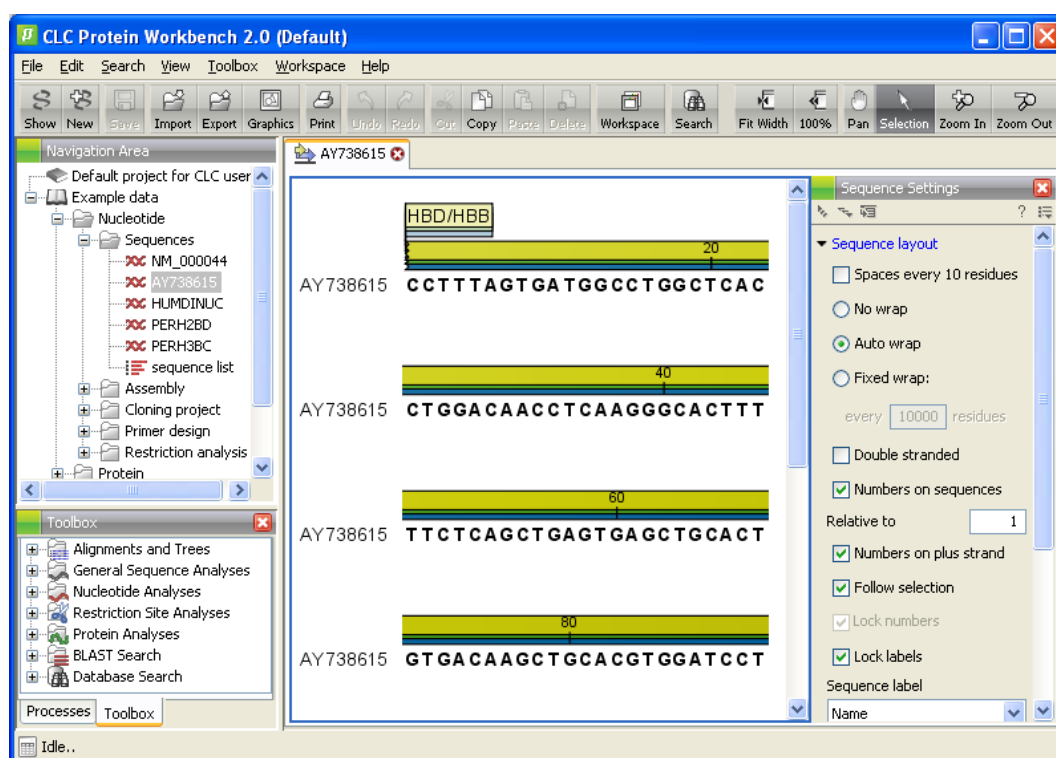 CLC Protein Workbench 2.0 (Default)
File Edit Search View Toolbox Workspace Help
Show New Save Import Export Graphics Print Undo Redo Cut Copy Paste Delete Workspace Search Fit Width 100% Pan Selection Zoom In Zoom Out
Navigation Area
Default project for CLC user
Example data
Nucleotide
Sequences
NM_000044
AY738615
HUMDINUC
PERH2BD
PERH3BC
sequence list
Assembly
Cloning project
Primer design
Restriction analysis
Protein
Toolbox
Alignments and Trees
General Sequence Analyses
Nucleotide Analyses
Restriction Site Analyses
Protein Analyses
BLAST Search
Database Search
Processes Toolbox
Idle..
AY738615
HBD/HBB
20
AY738615 CCTTTAGTGATGGCCTGGCTCAC
40
AY738615 CTGGACAACCTCAAGGGCACTTT
60
AY738615 TTCTCAGCTGAGTGAGCTGCACT
80
AY738615 GTGACAAGCTGCACGTGGATCCT
Sequence Settings
?
Sequence layout
Spaces every 10 residues
No wrap
Auto wrap
Fixed wrap:
every 10000 residues
Double stranded
Numbers on sequences
Relative to 1
Numbers on plus strand
Follow selection
Lock numbers
Lock labels
Sequence label
Name